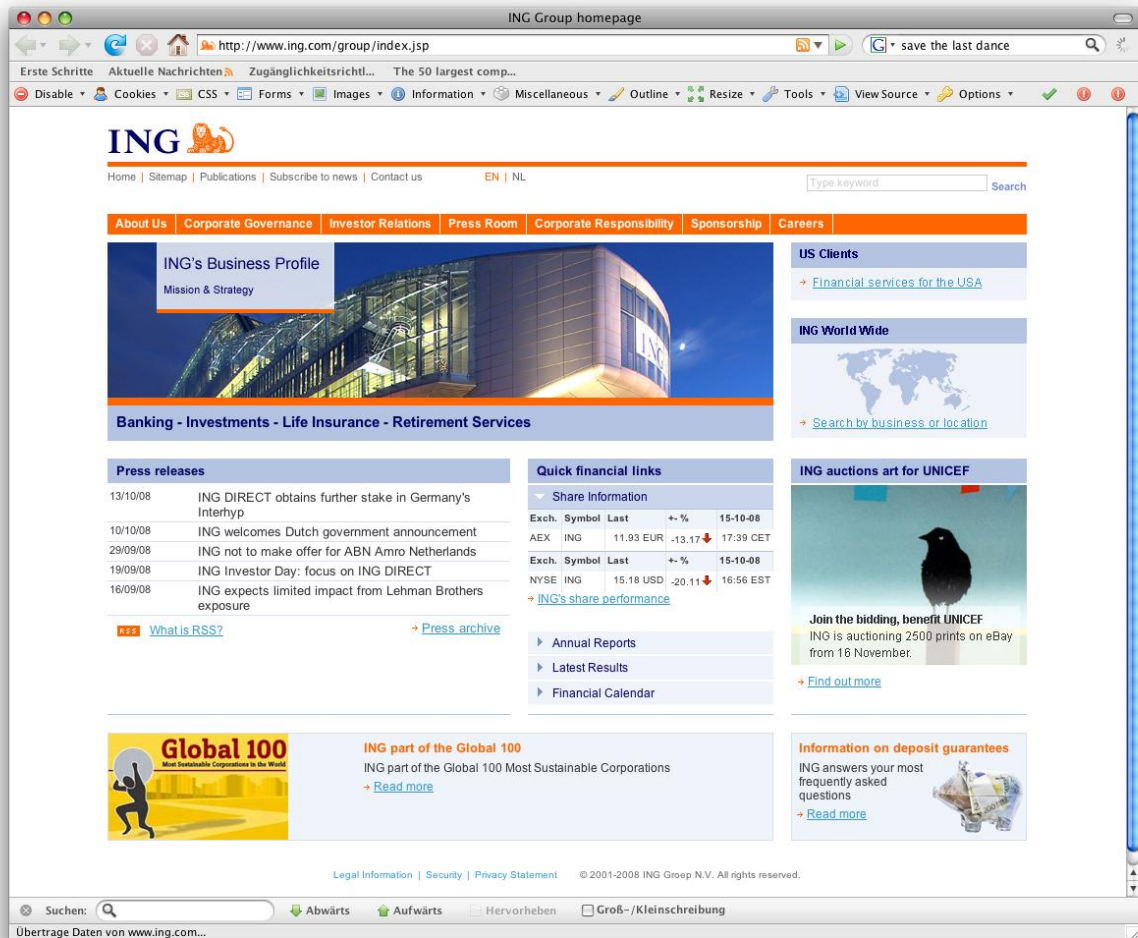 ING Group homepage
http://www.ing.com/group/index.jsp
G save the last dance
Erste Schritte Aktuelle Nachrichten Zugänglichkeitsrichtl... The 50 largest comp...
Disable Cookies CSS Forms Images Information Miscellaneous Outline Resize Tools View Source Options
ING
Home | Sitemap | Publications | Subscribe to news | Contact us EN | NL
Type keyword Search
About Us Corporate Governance Investor Relations Press Room Corporate Responsibility Sponsorship Careers
ING's Business Profile
Mission & Strategy
ING
Banking - Investments - Life Insurance - Retirement Services
US Clients
Financial services for the USA
ING World Wide
Search by business or location
Press releases
13/10/08 ING DIRECT obtains further stake in Germany's
Interhyp
10/10/08 ING welcomes Dutch government announcement
29/09/08 ING not to make offer for ABN Amro Netherlands
19/09/08 ING Investor Day: focus on ING DIRECT
16/09/08 ING expects limited impact from Lehman Brothers
exposure
RSS What is RSS? Press archive
Quick financial links
Share Information
Exch. Symbol Last +- % 15-10-08
AEX ING 11.93 EUR -13.17 17:39 CET
Exch. Symbol Last +- % 15-10-08
NYSE ING 15.18 USD -20.11 16:56 EST
ING's share performance
Annual Reports
Latest Results
Financial Calendar
ING auctions art for UNICEF
Join the bidding, benefit UNICEF
ING is auctioning 2500 prints on eBay
from 16 November.
Find out more
Global 100
Most Sustainable Corporations in the World
ING part of the Global 100
ING part of the Global 100 Most Sustainable Corporations
Read more
Information on deposit guarantees
ING answers your most
frequently asked
questions
Read more
Legal Information | Security | Privacy Statement © 2001-2008 ING Groep N.V. All rights reserved.
Suchen: Abwärts Aufwärts Hervorheben Groß-/Kleinschreibung
Übertrage Daten von www.ing.com...